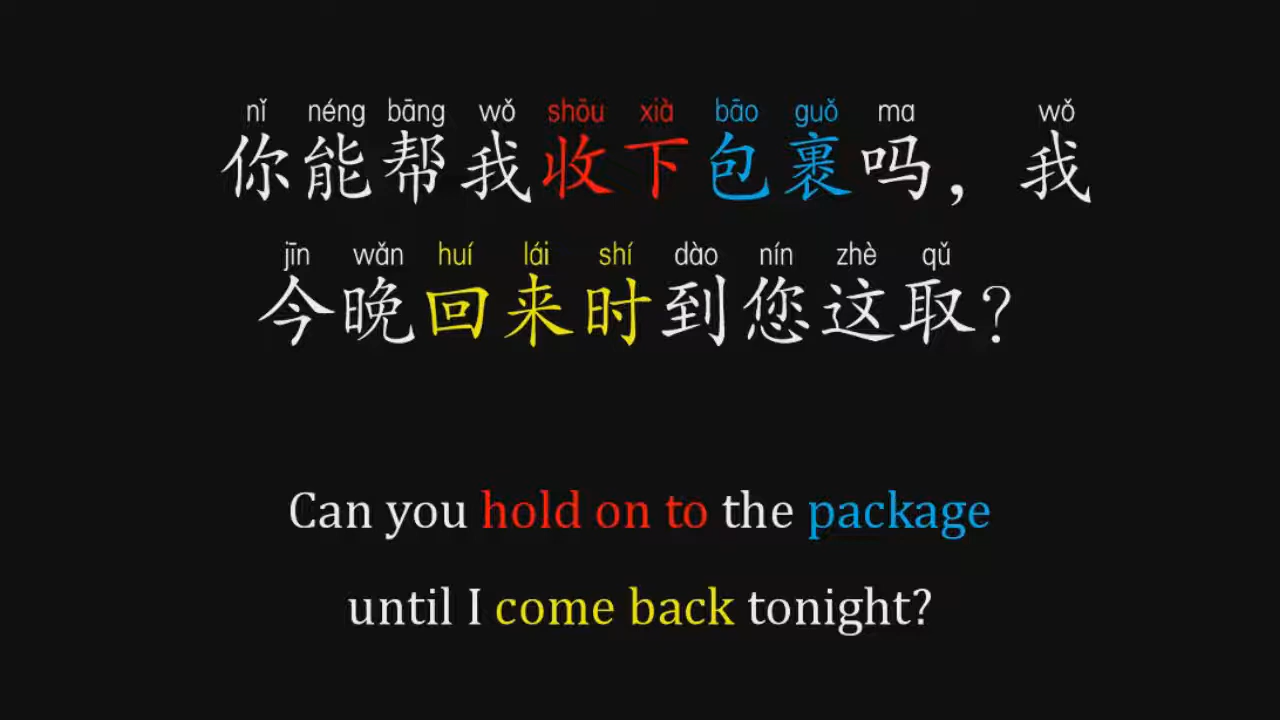 nǐ néng bāng wǒ shōu xià bāo guǒ ma wǒ
你能帮我收下包裹吗，我
jīn wǎn huí lái shí dào nín zhè qǔ
今晚回来时到您这取？
Can you hold on to the package
until I come back tonight?